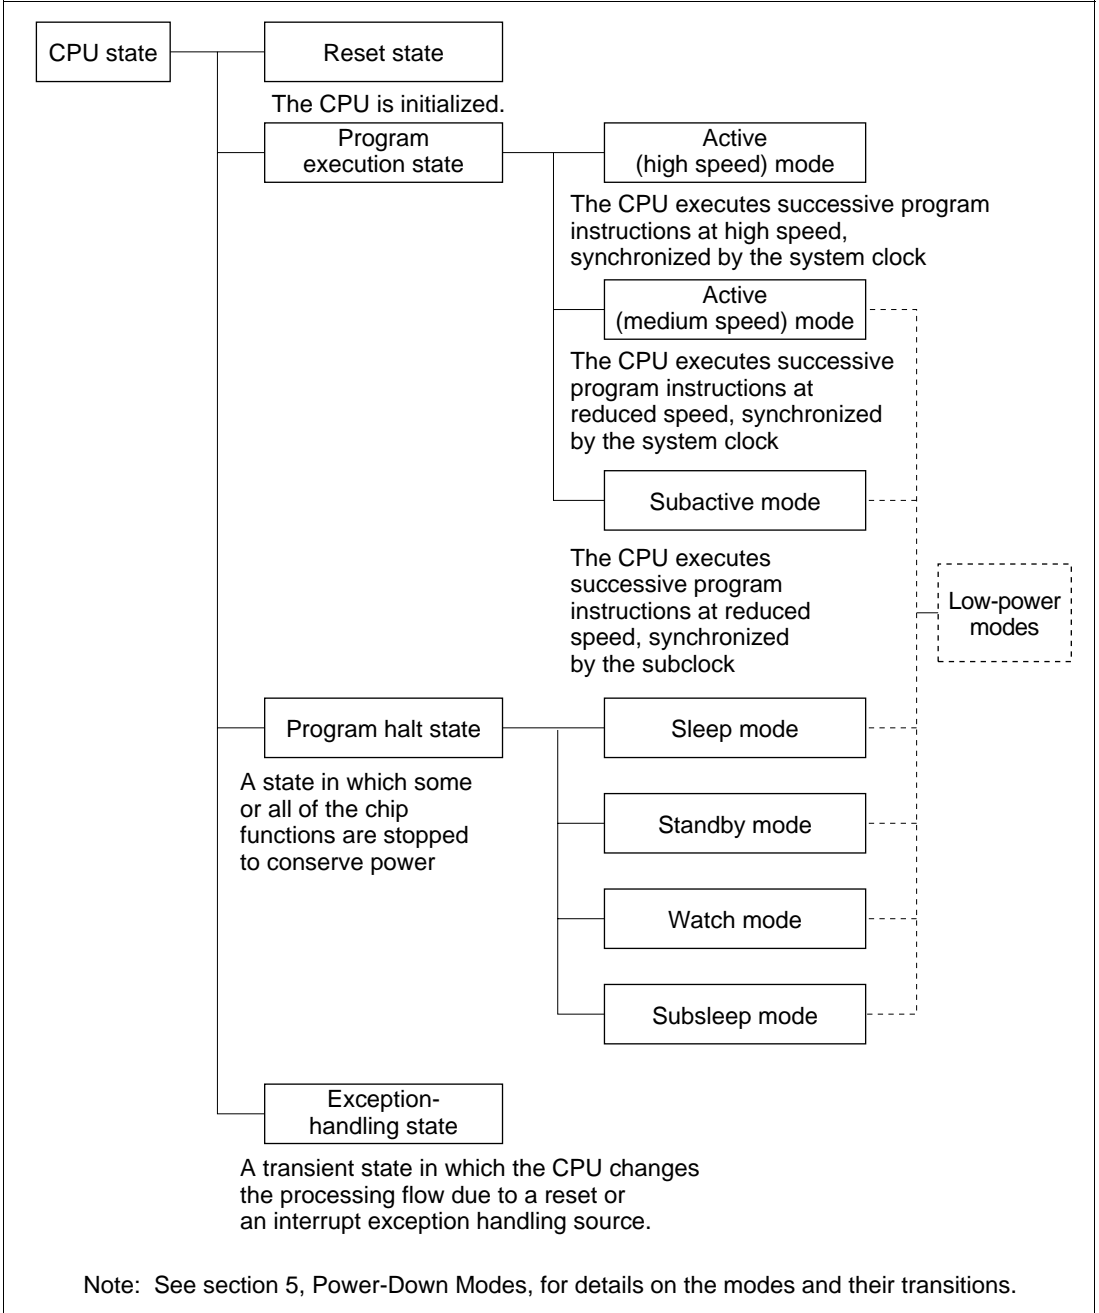 CPU state
Reset state
The CPU is initialized.
Program
execution state
Active
(high speed) mode
The CPU executes successive program
instructions at high speed,
synchronized by the system clock
Active
(medium speed) mode
The CPU executes successive
program instructions at
reduced speed, synchronized
by the system clock
Subactive mode
The CPU executes
successive program
instructions at reduced
speed, synchronized
by the subclock
Low-power
modes
Program halt state
A state in which some
or all of the chip
functions are stopped
to conserve power
Sleep mode
Standby mode
Watch mode
Subsleep mode
Exception-
handling state
A transient state in which the CPU changes
the processing flow due to a reset or
an interrupt exception handling source.
Note: See section 5, Power-Down Modes, for details on the modes and their transitions.